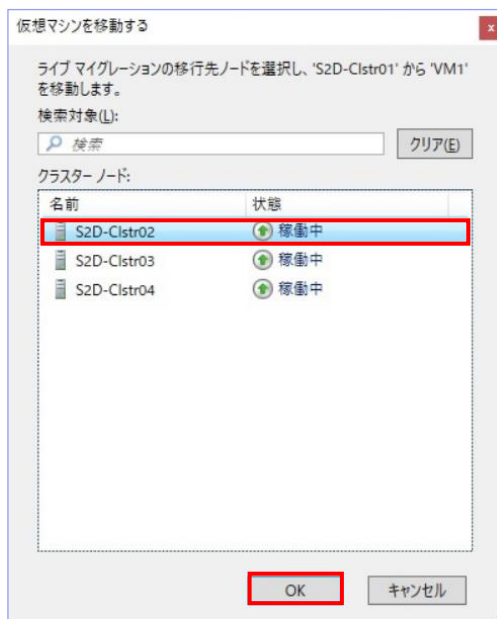 仮想マシンを移動する
x
ライブ マイグレーションの移行先ノードを選択し、'S2D-Clstr01' から 'VM1'
を移動します。
検索対象(L):
検索
クリア(E)
クラスター ノード:
名前 状態
S2D-Clstr02 稼働中
S2D-Clstr03 稼働中
S2D-Clstr04 稼働中
OK キャンセル